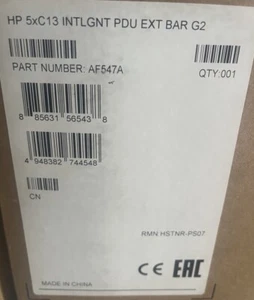 HP 5xC13 INTLGNT PDU EXT BAR G2
PART NUMBER: AF547A
QTY:001
8 85631 56543 8
4 948382 744548
CN
RMN HSTNR-PS07
CE EAC
MADE IN CHINA